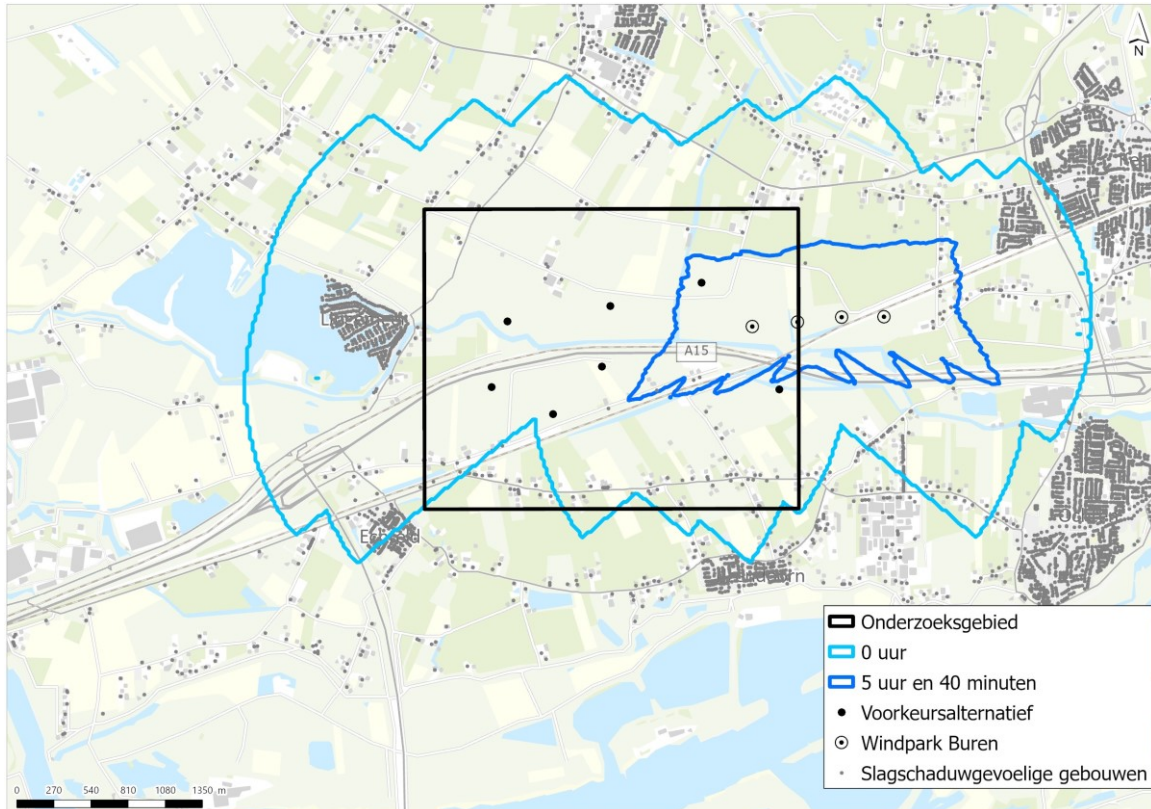 N
A15
Onderzoeksgebied
0 uur
5 uur en 40 minuten
Voorkeursalternatief
Windpark Buren
Slagschaduwgevoelige gebouwen
0 270 540 810 1080 1350 m